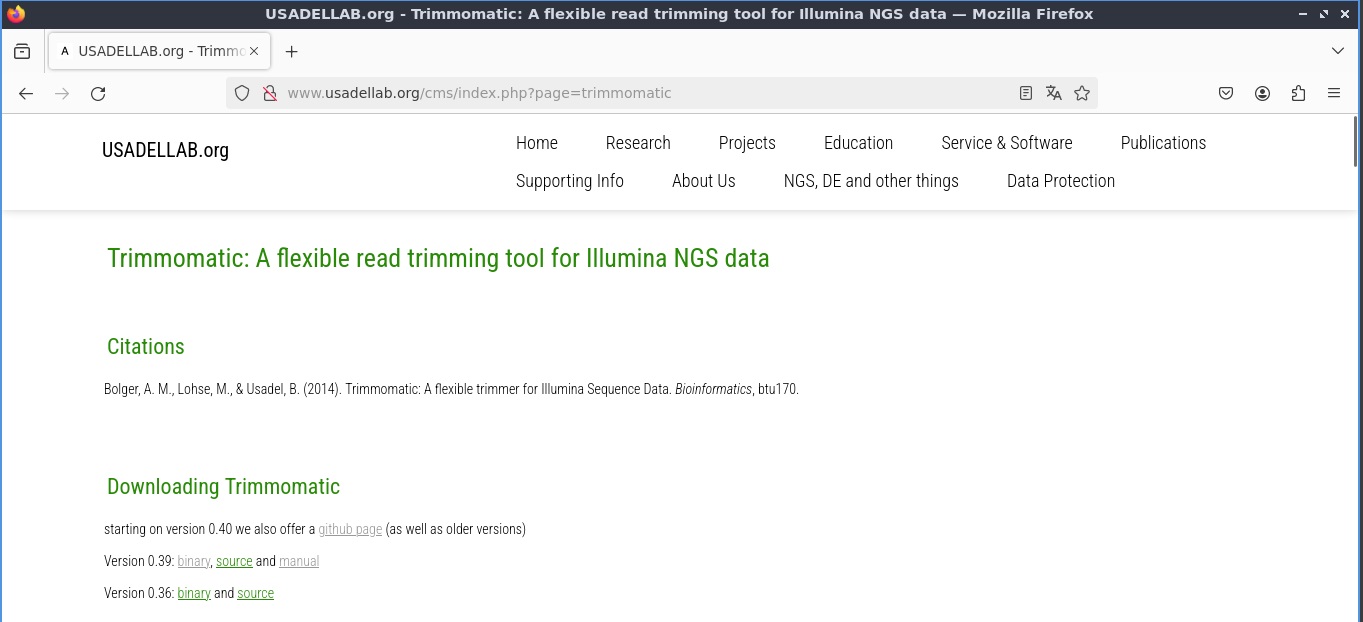 USADELLAB.org - Trimmomatic: A flexible read trimming tool for Illumina NGS data — Mozilla Firefox
A USADELLAB.org - Trimmo
www.usadellab.org/cms/index.php?page=trimmomatic
USADELLAB.org
Home Research Projects Education Service & Software Publications
Supporting Info About Us NGS, DE and other things Data Protection
Trimmomatic: A flexible read trimming tool for Illumina NGS data
Citations
Bolger, A. M., Lohse, M., & Usadel, B. (2014). Trimmomatic: A flexible trimmer for Illumina Sequence Data. Bioinformatics, btu170.
Downloading Trimmomatic
starting on version 0.40 we also offer a github page (as well as older versions)
Version 0.39: binary, source and manual
Version 0.36: binary and source